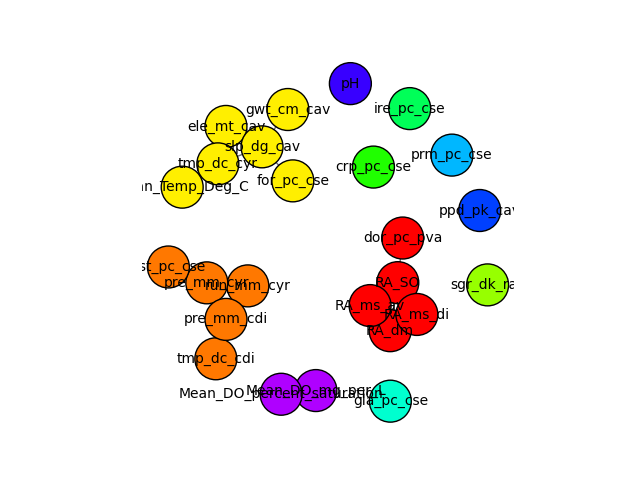 pH
gwt_cm_cav
ire_pc_cse
ele_mt_cav
slp_dg_cav
prm_pc_cse
tmp_dc_cyr
crp_pc_cse
for_pc_cse
an_Temp_Deg_C
ppd_pk_cav
dor_pc_pva
st_pc_cse
pre_mm_cyr
run_mm_cyr
RA_SO
sgr_dk_ra
RA_ms_av
RA_ms_di
pre_mm_cdi
RA_dm
tmp_dc_cdi
Mean_DO_mg_per_L
Mean_DO_percent_saturation
gla_pc_cse